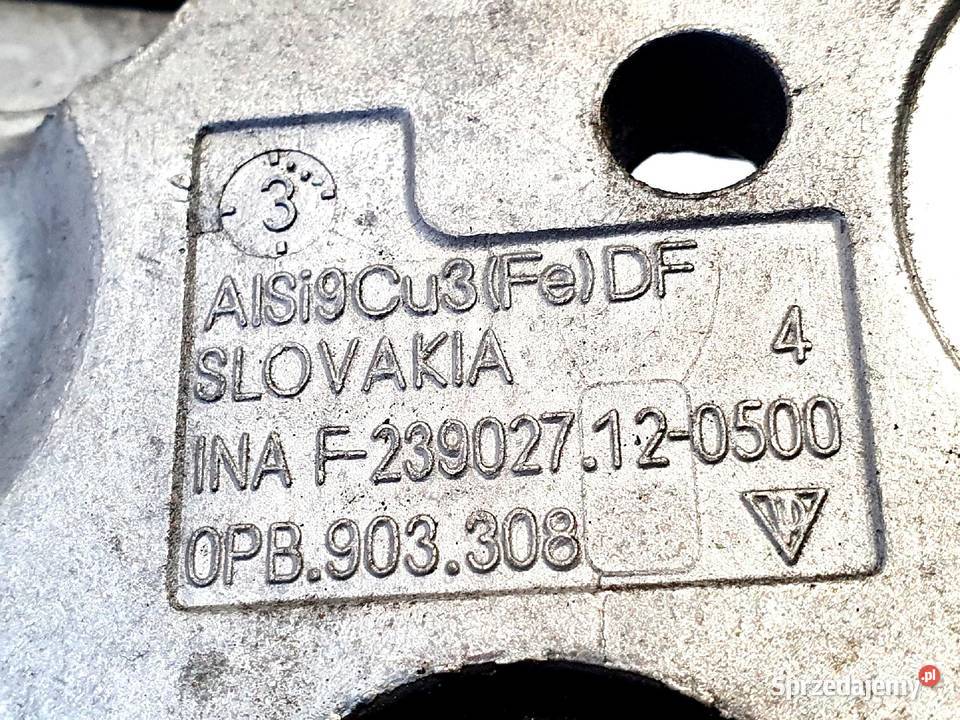 3
AlSi9Cu3(Fe)DF
SLOVAKIA 4
INA F-239027.12-0500
0PB.903.308
Sprzedajemy.pl